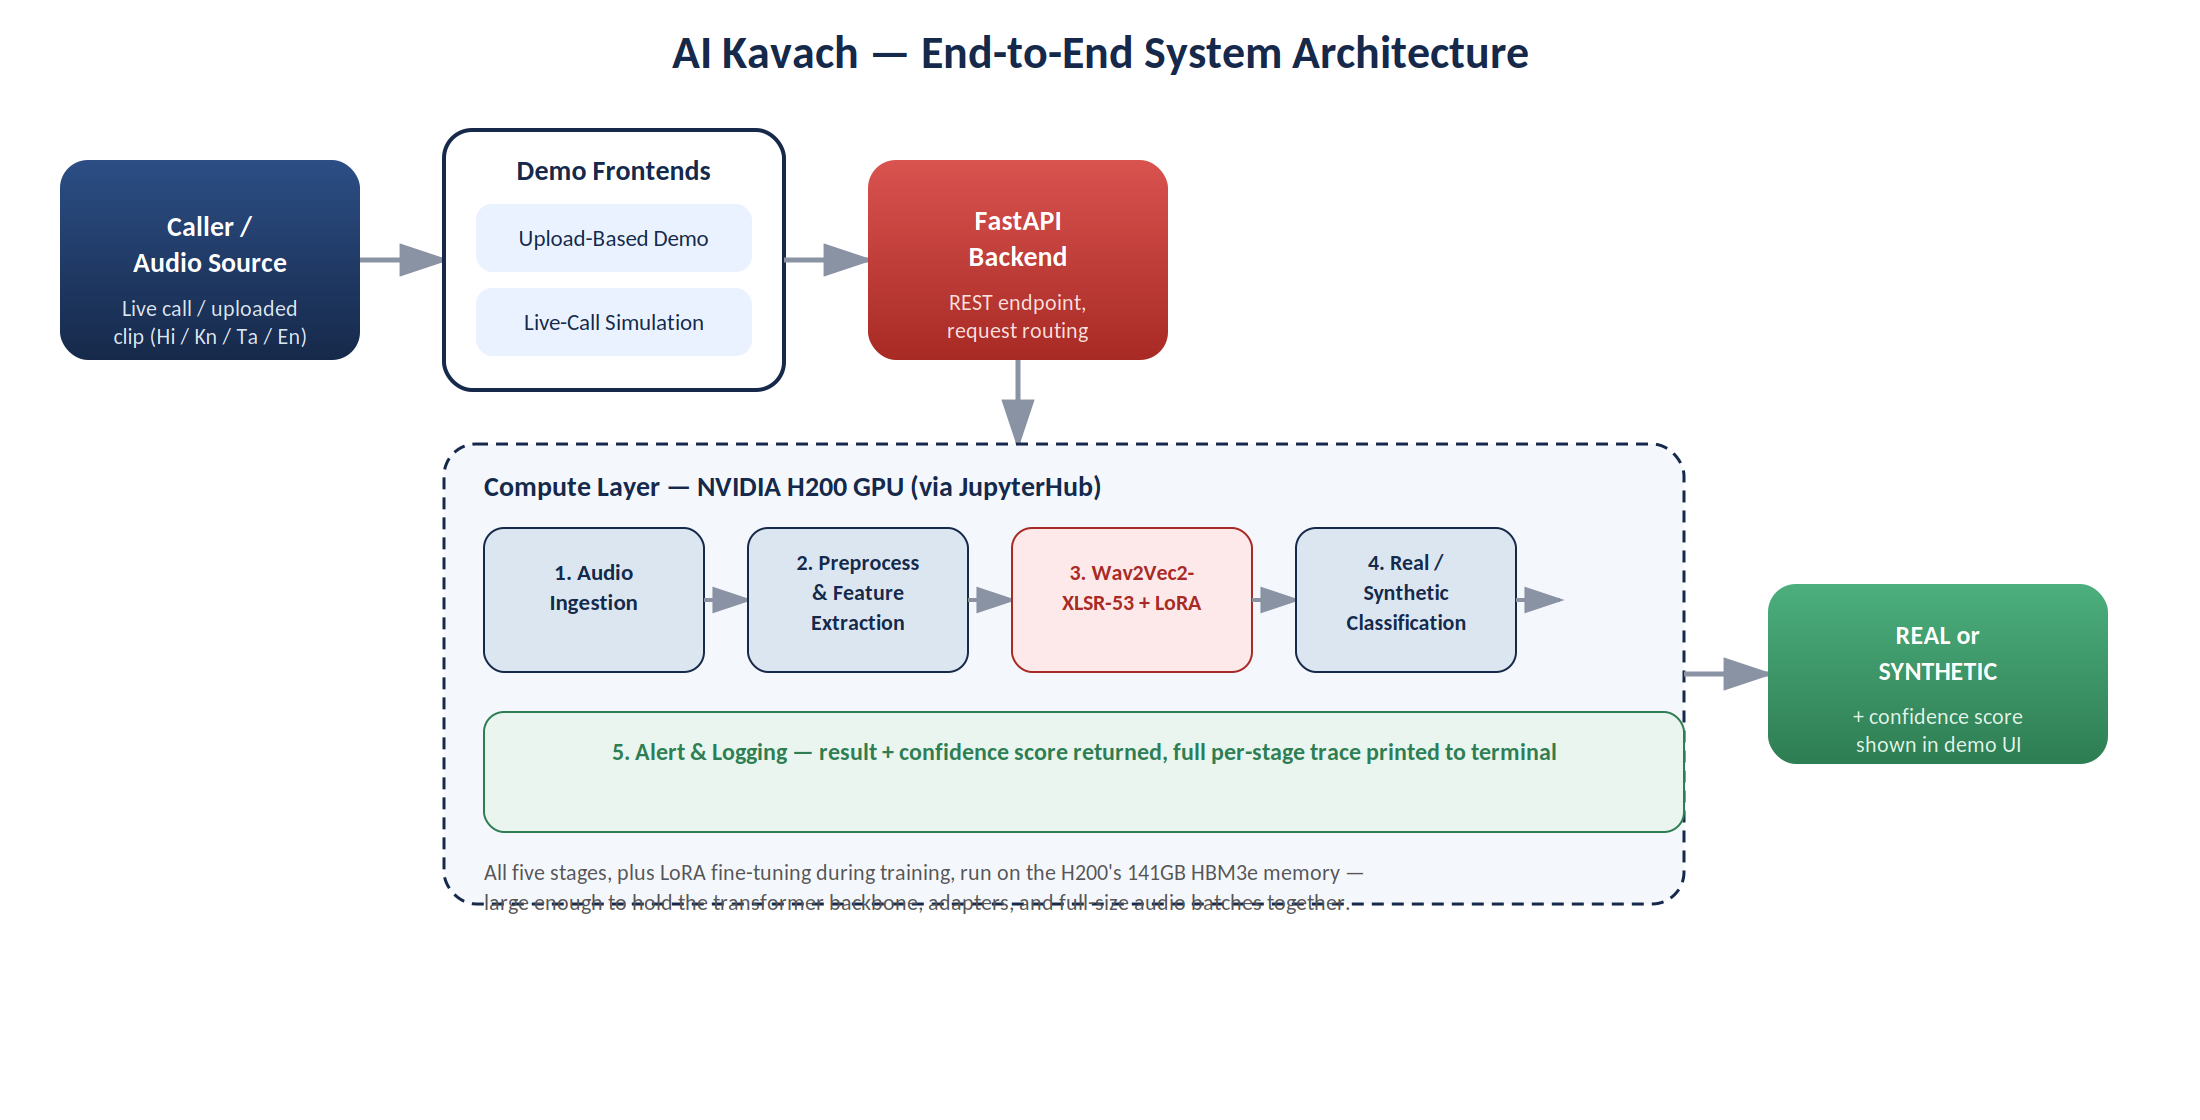 AI Kavach — End-to-End System Architecture
Caller /
Audio Source
Live call / uploaded
clip (Hi / Kn / Ta / En)
Demo Frontends
Upload-Based Demo
Live-Call Simulation
FastAPI
Backend
REST endpoint,
request routing
Compute Layer — NVIDIA H200 GPU (via JupyterHub)
1. Audio
Ingestion
2. Preprocess
& Feature
Extraction
3. Wav2Vec2-
XLSR-53 + LoRA
4. Real /
Synthetic
Classification
5. Alert & Logging — result + confidence score returned, full per-stage trace printed to terminal
All five stages, plus LoRA fine-tuning during training, run on the H200's 141GB HBM3e memory —
large enough to hold the transformer backbone, adapters, and full-size audio batches together.
REAL or
SYNTHETIC
+ confidence score
shown in demo UI